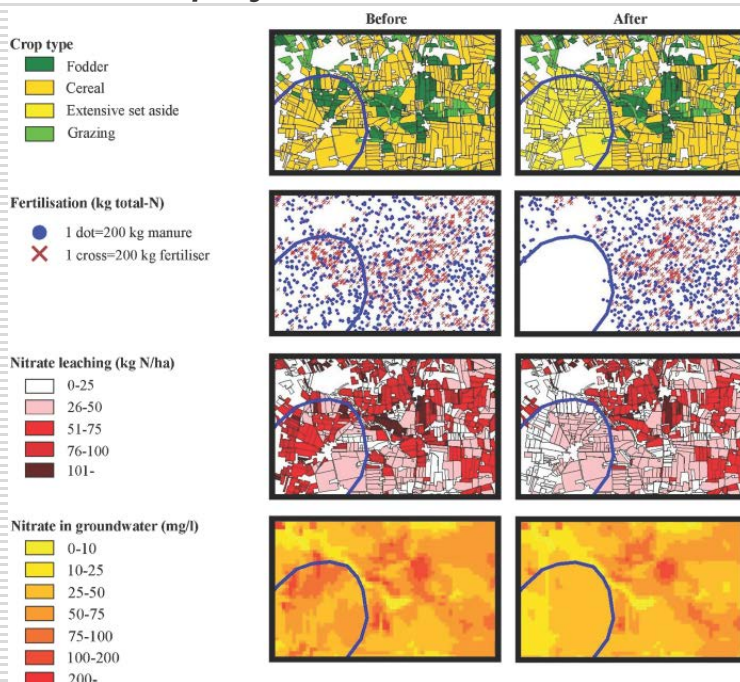 Before
After
Crop type
Fodder
Cereal
Extensive set aside
Grazing
Fertilisation (kg total-N)
1 dot=200 kg manure
1 cross=200 kg fertiliser
Nitrate leaching (kg N/ha)
0-25
26-50
51-75
76-100
101-
Nitrate in groundwater (mg/l)
0-10
10-25
25-50
50-75
75-100
100-200
200-